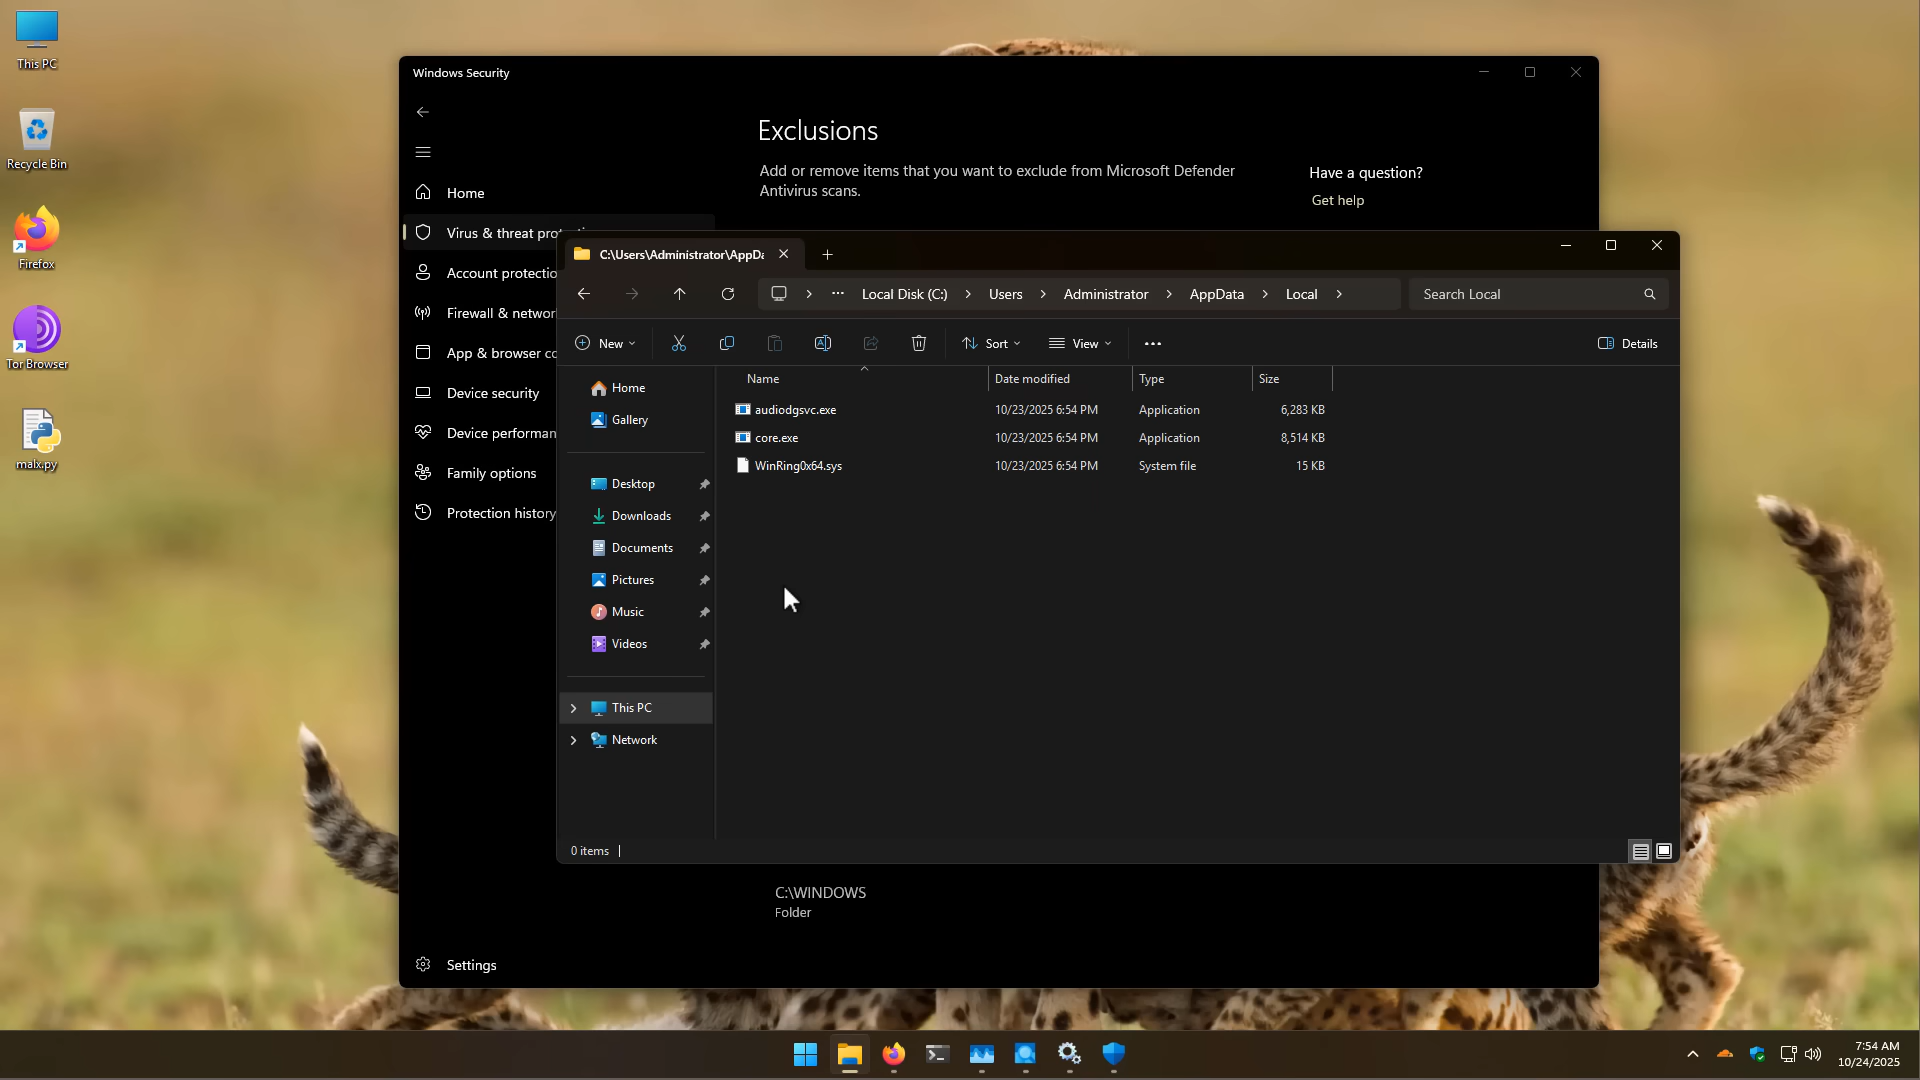 This PC
Recycle Bin
Firefox
Tor Browser
malx.py
Windows Security
Home
Virus & threat
Account protectio
Firewall & networ
App & browser co
Device security
Device performan
Family options
Protection history
Settings
Exclusions
Add or remove items that you want to exclude from Microsoft Defender
Antivirus scans.
Have a question?
Get help
C:\WINDOWS
Folder
C:\Users\Administrator\AppDa
Local Disk (C:) Users Administrator AppData Local
Search Local
New Sort View Details
Home
Gallery
Desktop
Downloads
Documents
Pictures
Music
Videos
This PC
Network
Name Date modified Type Size
audiodgsvc.exe 10/23/2025 6:54 PM Application 6,283 KB
core.exe 10/23/2025 6:54 PM Application 8,514 KB
WinRing0x64.sys 10/23/2025 6:54 PM System file 15 KB
0 items
7:54 AM
10/24/2025